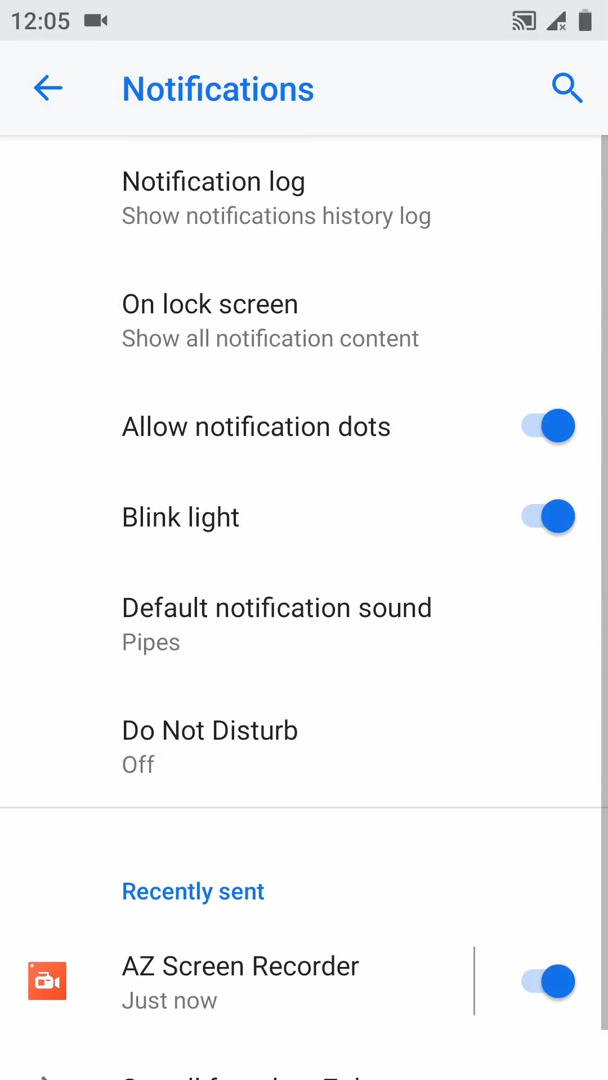 12:05
Notifications
Notification log
Show notifications history log
On lock screen
Show all notification content
Allow notification dots
Blink light
Default notification sound
Pipes
Do Not Disturb
Off
Recently sent
AZ Screen Recorder
Just now